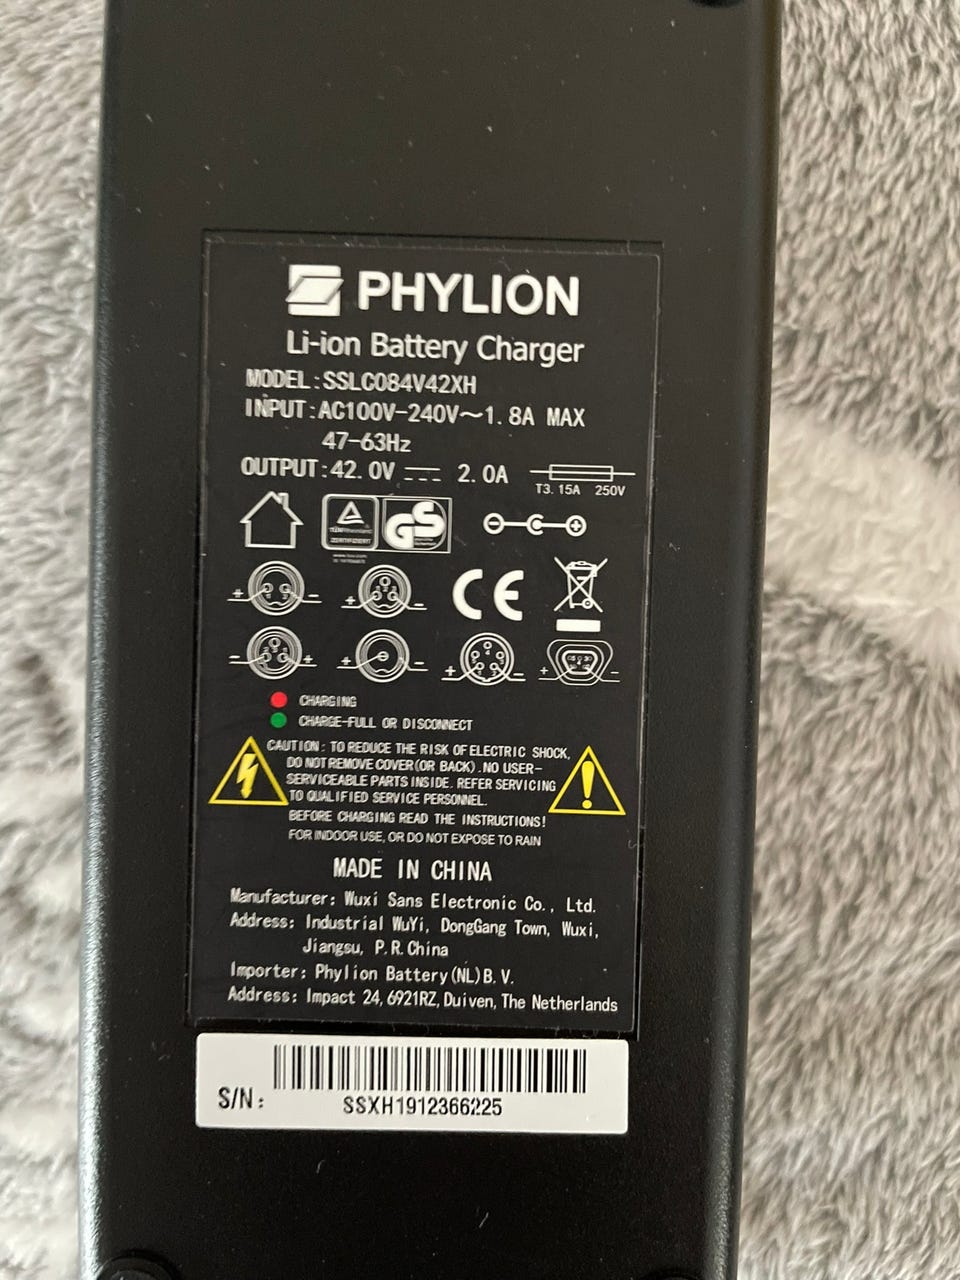 PHYLION
Li-ion Battery Charger
MODEL:SSLC084V42XH
INPUT:AC100V-240V~1.8A MAX
47-63Hz
OUTPUT:42.0V 2.0A
T3.15A 250V
TÜVRheinland
ZERTIFIZIERT
GS
CE
CHARGING
CHARGE-FULL OR DISCONNECT
CAUTION: TO REDUCE THE RISK OF ELECTRIC SHOCK,
DO NOT REMOVE COVER(OR BACK).NO USER-
SERVICEABLE PARTS INSIDE. REFER SERVICING
TO QUALIFIED SERVICE PERSONNEL.
BEFORE CHARGING READ THE INSTRUCTIONS!
FOR INDOOR USE, OR DO NOT EXPOSE TO RAIN
MADE IN CHINA
Manufacturer: Wuxi Sans Electronic Co., Ltd.
Address: Industrial WuYi, DongGang Town, Wuxi,
Jiangsu, P.R.China
Importer: Phylion Battery(NL)B.V.
Address: Impact 24,6921RZ,Duiven,The Netherlands
S/N:
SSXH1912366225